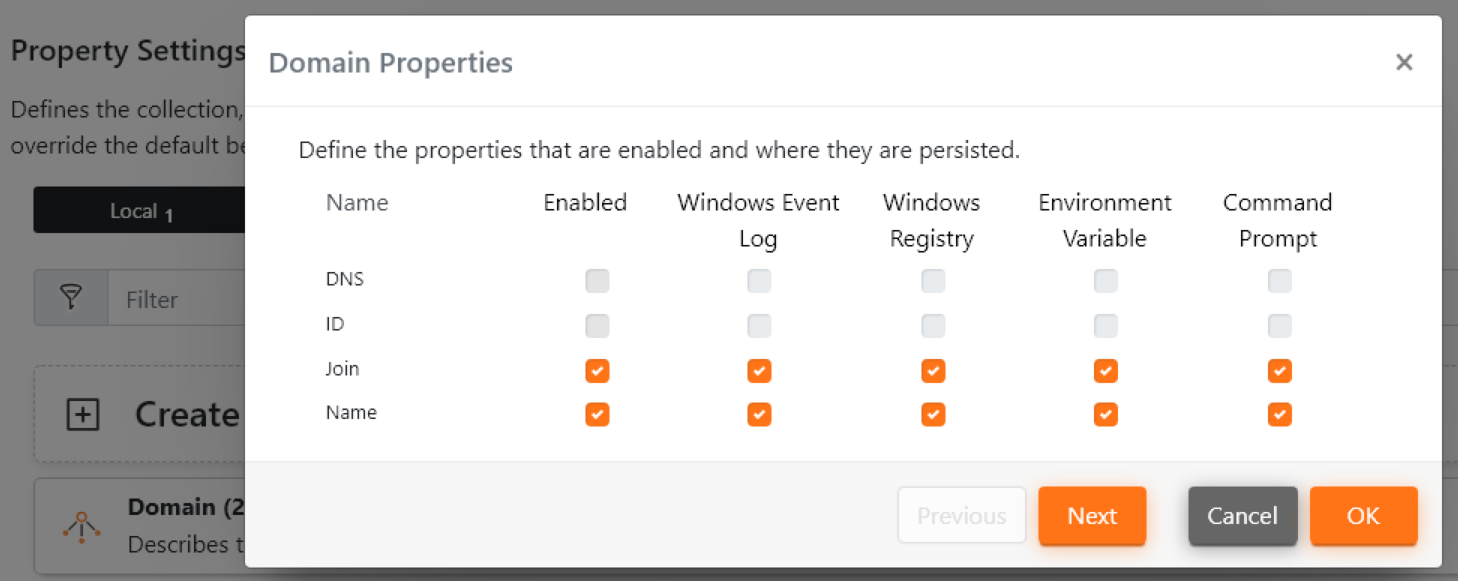 Property Settings
Domain Properties
Defines the collection,
override the default be
Define the properties that are enabled and where they are persisted.
Local 1
Name Enabled Windows Event Windows Environment Command
Log Registry Variable Prompt
DNS
Filter
ID
Join
Create
Name
Domain (2
Describes t
Previous Next Cancel OK